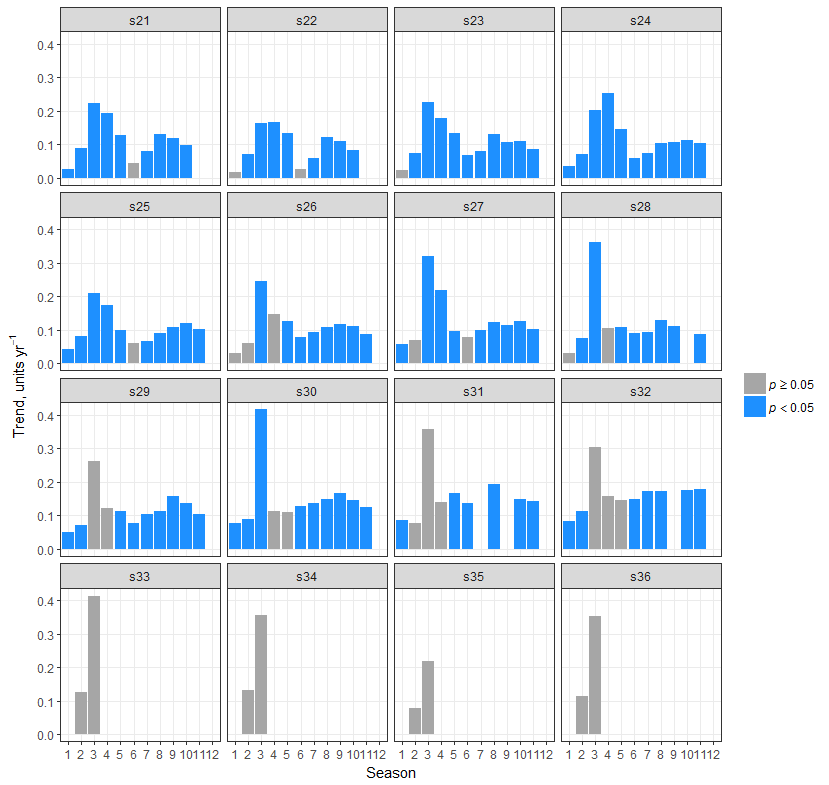 s21 s22 s23 s24
0.4
0.3
0.2
0.1
0.0
s25 s26 s27 s28
0.4
0.3
0.2
0.1
0.0
s29 s30 s31 s32
0.4
0.3
0.2
0.1
0.0
s33 s34 s35 s36
0.4
0.3
0.2
0.1
0.0
1 2 3 4 5 6 7 8 9 10 11 12 1 2 3 4 5 6 7 8 9 10 11 12 1 2 3 4 5 6 7 8 9 10 11 12 1 2 3 4 5 6 7 8 9 10 11 12
Season
Trend, units yr⁻¹
p ≥ 0.05
p < 0.05